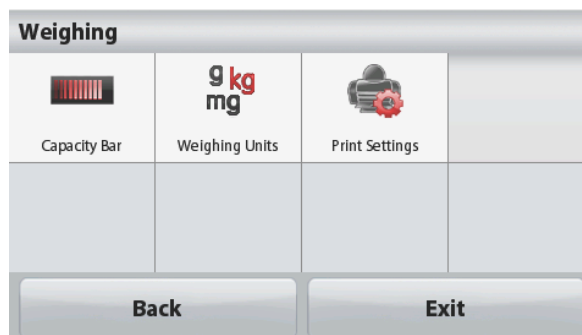 Weighing
g kg
mg
Capacity Bar
Weighing Units
Print Settings
Back
Exit